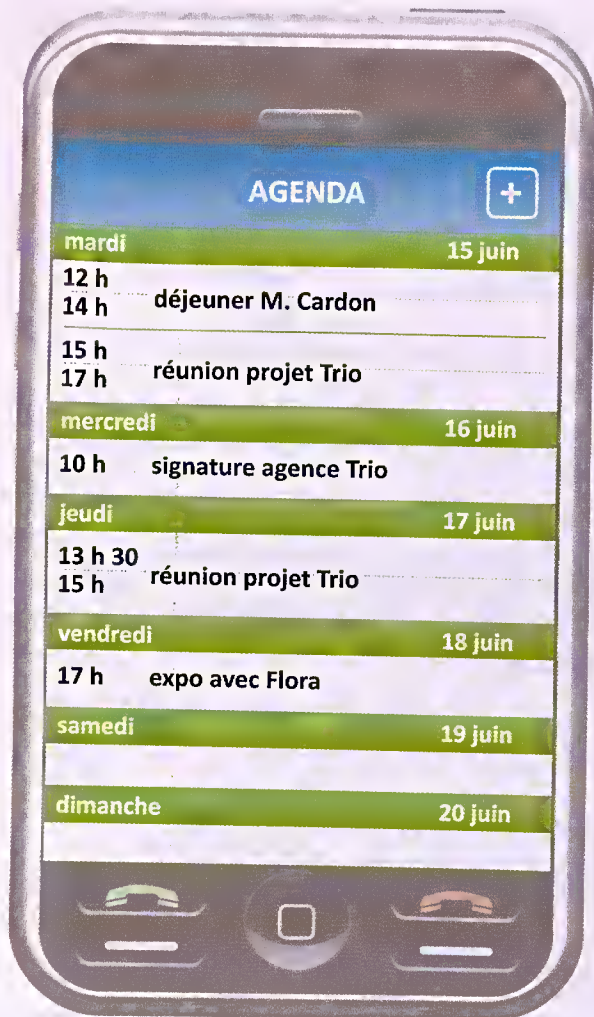 AGENDA +
mardi 15 juin
12 h
14 h déjeuner M. Cardon
15 h
17 h réunion projet Trio
mercredi 16 juin
10 h signature agence Trio
jeudi 17 juin
13 h 30
15 h réunion projet Trio
vendredi 18 juin
17 h expo avec Flora
samedi 19 juin
dimanche 20 juin